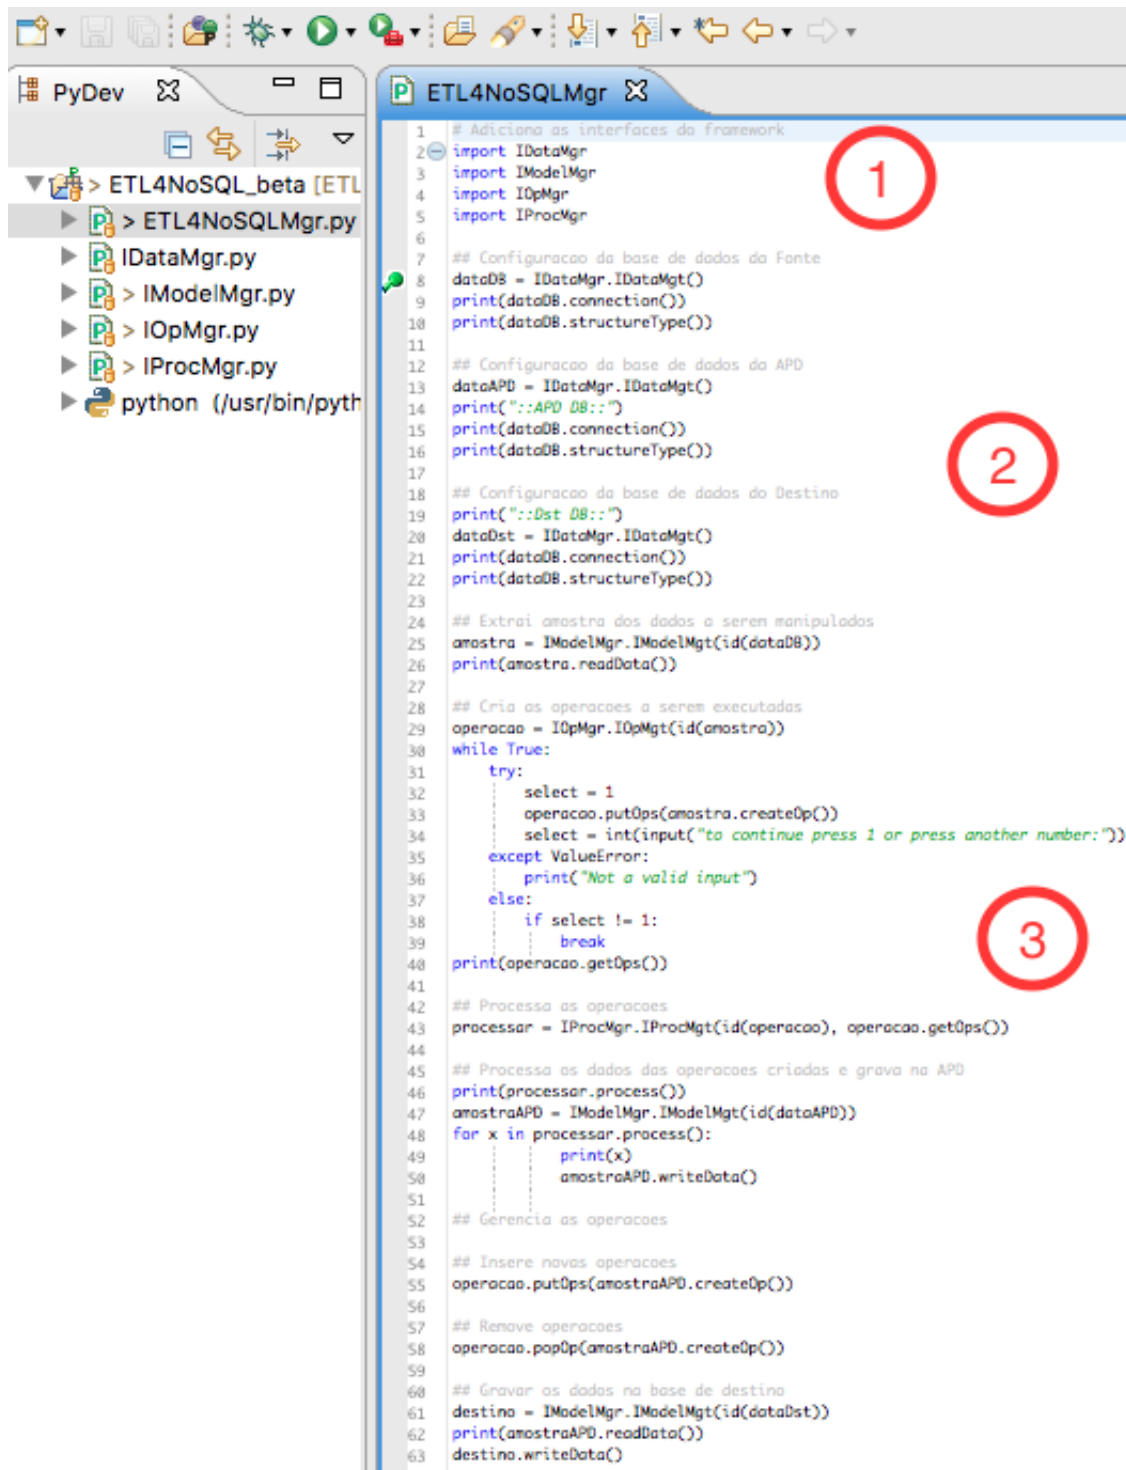 PyDev
ETL4NoSQLMgr
> ETL4NoSQL_beta [ETL
> ETL4NoSQLMgr.py
IDataMgr.py
> IModelMgr.py
> IOpMgr.py
> IProcMgr.py
python (/usr/bin/pyth
1 # Adiciona as interfaces do framework
2 import IDataMgr
3 import IModelMgr
4 import IOpMgr
5 import IProcMgr
6
7 ## Configuracao da base de dados da Fonte
8 dataDB = IDataMgr.IDataMgt()
9 print(dataDB.connection())
10 print(dataDB.structureType())
11
12 ## Configuracao da base de dados da APD
13 dataAPD = IDataMgr.IDataMgt()
14 print("::APD DB::")
15 print(dataDB.connection())
16 print(dataDB.structureType())
17
18 ## Configuracao da base de dados do Destino
19 print("::Dst DB::")
20 dataDst = IDataMgr.IDataMgt()
21 print(dataDB.connection())
22 print(dataDB.structureType())
23
24 ## Extrai amostra dos dados a serem manipulados
25 amostra = IModelMgr.IModelMgt(id(dataDB))
26 print(amostra.readData())
27
28 ## Cria as operacoes a serem executadas
29 operacao = IOpMgr.IOpMgt(id(amostra))
30 while True:
31 try:
32 select = 1
33 operacao.putOps(amostra.createOp())
34 select = int(input("to continue press 1 or press another number:"))
35 except ValueError:
36 print("Not a valid input")
37 else:
38 if select != 1:
39 break
40 print(operacao.getOps())
41
42 ## Processa as operacoes
43 processar = IProcMgr.IProcMgt(id(operacao), operacao.getOps())
44
45 ## Processa os dados das operacoes criadas e grava na APD
46 print(processar.process())
47 amostraAPD = IModelMgr.IModelMgt(id(dataAPD))
48 for x in processar.process():
49 print(x)
50 amostraAPD.writeData()
51
52 ## Gerencia as operacoes
53
54 ## Insere novas operacoes
55 operacao.putOps(amostraAPD.createOp())
56
57 ## Remove operacoes
58 operacao.popOp(amostraAPD.createOp())
59
60 ## Gravar os dados na base de destino
61 destino = IModelMgr.IModelMgt(id(dataDst))
62 print(amostraAPD.readData())
63 destino.writeData()
1
2
3